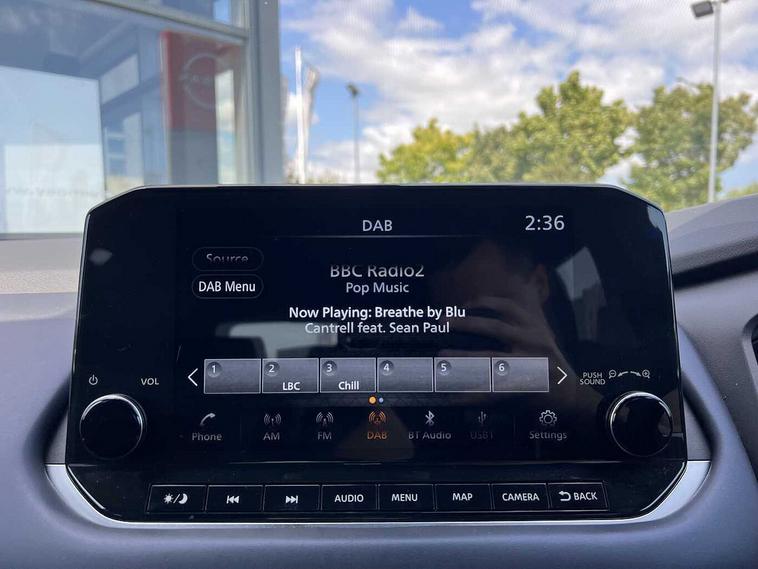 DAB
2:36
Source
BBC Radio2
DAB Menu
Pop Music
Now Playing: Breathe by Blu
Cantrell feat. Sean Paul
1 2 3 4 5 6
LBC Chill
VOL
PUSH
SOUND
Phone AM FM DAB BT Audio USB1 Settings
AUDIO MENU MAP CAMERA BACK